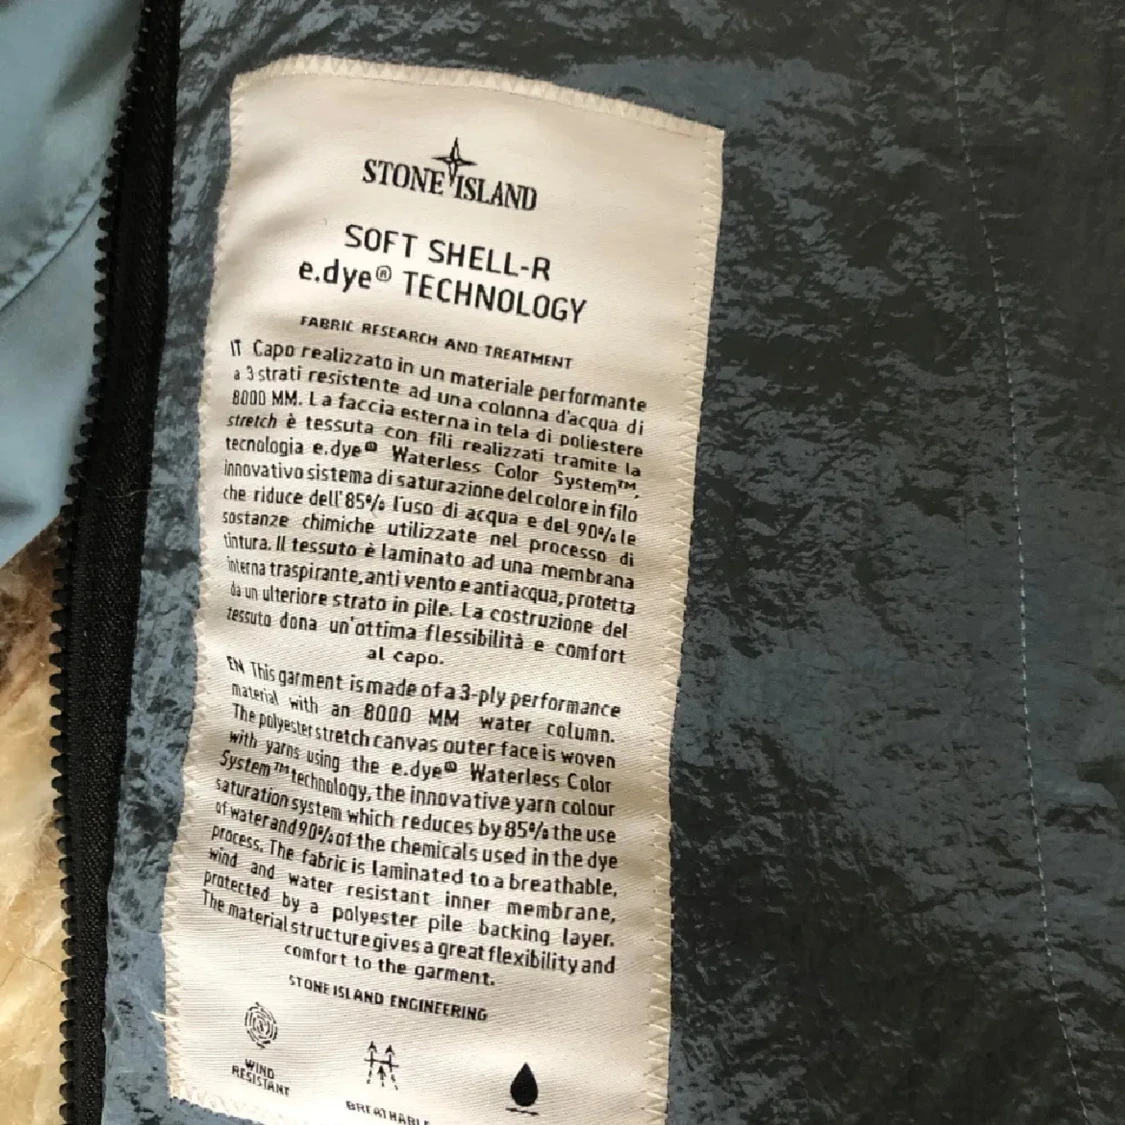 STONE ISLAND
SOFT SHELL-R
e.dye® TECHNOLOGY
FABRIC RESEARCH AND TREATMENT
IT Capo realizzato in un materiale performante
a 3 strati resistente ad una colonna d'acqua di
8000 MM. La faccia esterna in tela di poliestere
stretch è tessuta con fili realizzati tramite la
tecnologia e.dye® Waterless Color System™,
innovativo sistema di saturazione del colore in filo
che riduce dell'85% l'uso di acqua e del 90% le
sostanze chimiche utilizzate nel processo di
tintura. Il tessuto è laminato ad una membrana
interna traspirante, anti vento e anti acqua, protetta
da un ulteriore strato in pile. La costruzione del
tessuto dona un'ottima flessibilità e comfort
al capo.
EN This garment is made of a 3-ply performance
material with an 8000 MM water column.
The polyester stretch canvas outer face is woven
with yarns using the e.dye® Waterless Color
System™ technology, the innovative yarn colour
saturation system which reduces by 85% the use
of water and 90% of the chemicals used in the dye
process. The fabric is laminated to a breathable,
wind and water resistant inner membrane,
protected by a polyester pile backing layer.
The material structure gives a great flexibility and
comfort to the garment.
STONE ISLAND ENGINEERING
WIND
RESISTANT
BREATHABLE